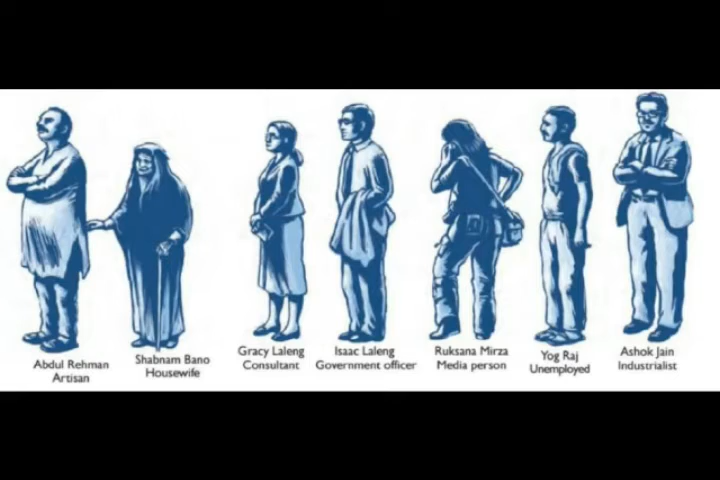 Abdul Rehman
Artisan
Shabnam Bano
Housewife
Gracy Laleng
Consultant
Isaac Laleng
Government officer
Ruksana Mirza
Media person
Yog Raj
Unemployed
Ashok Jain
Industrialist